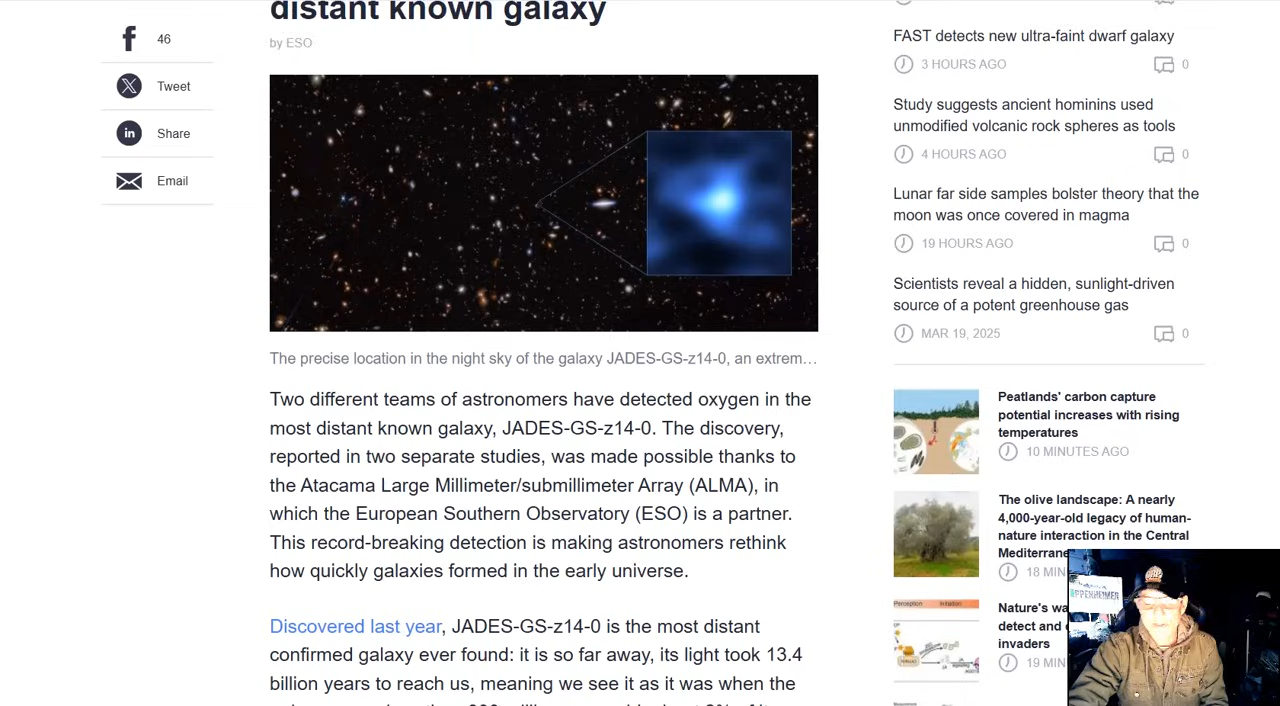 distant known galaxy
by ESO
46
Tweet
Share
Email
The precise location in the night sky of the galaxy JADES-GS-z14-0, an extrem…
Two different teams of astronomers have detected oxygen in the
most distant known galaxy, JADES-GS-z14-0. The discovery,
reported in two separate studies, was made possible thanks to
the Atacama Large Millimeter/submillimeter Array (ALMA), in
which the European Southern Observatory (ESO) is a partner.
This record-breaking detection is making astronomers rethink
how quickly galaxies formed in the early universe.
Discovered last year, JADES-GS-z14-0 is the most distant
confirmed galaxy ever found: it is so far away, its light took 13.4
billion years to reach us, meaning we see it as it was when the
FAST detects new ultra-faint dwarf galaxy
3 HOURS AGO 0
Study suggests ancient hominins used
unmodified volcanic rock spheres as tools
4 HOURS AGO 0
Lunar far side samples bolster theory that the
moon was once covered in magma
19 HOURS AGO 0
Scientists reveal a hidden, sunlight-driven
source of a potent greenhouse gas
MAR 19, 2025 0
Peatlands' carbon capture
potential increases with rising
temperatures
10 MINUTES AGO
The olive landscape: A nearly
4,000-year-old legacy of human-
nature interaction in the Central
Mediterrane
18 MIN
Nature's wa
detect and
invaders
19 MIN
Perception Initiation
PPENHEIMER